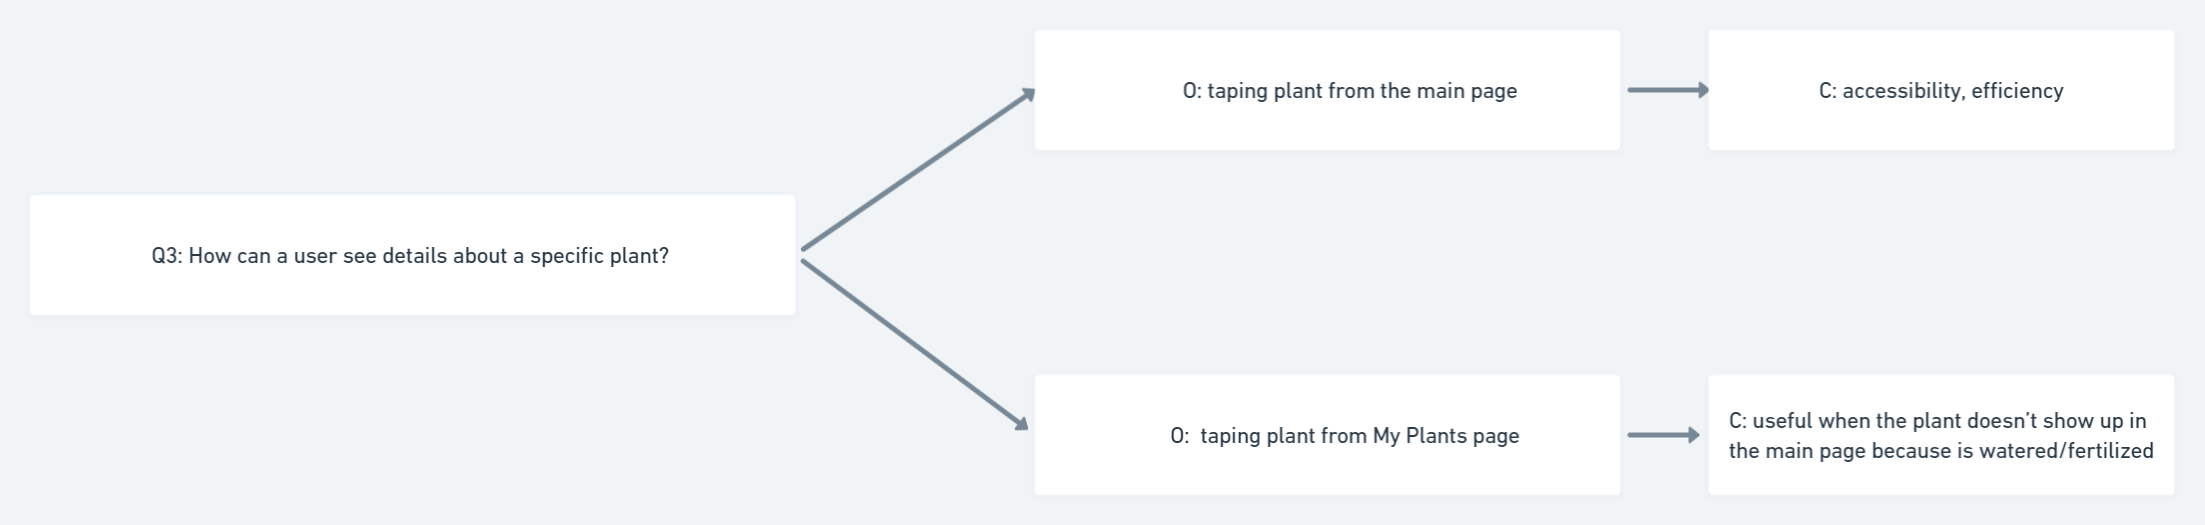 O: taping plant from the main page
C: accessibility, efficiency
Q3: How can a user see details about a specific plant?
O:  taping plant from My Plants page
C: useful when the plant doesn't show up in
the main page because is watered/fertilized